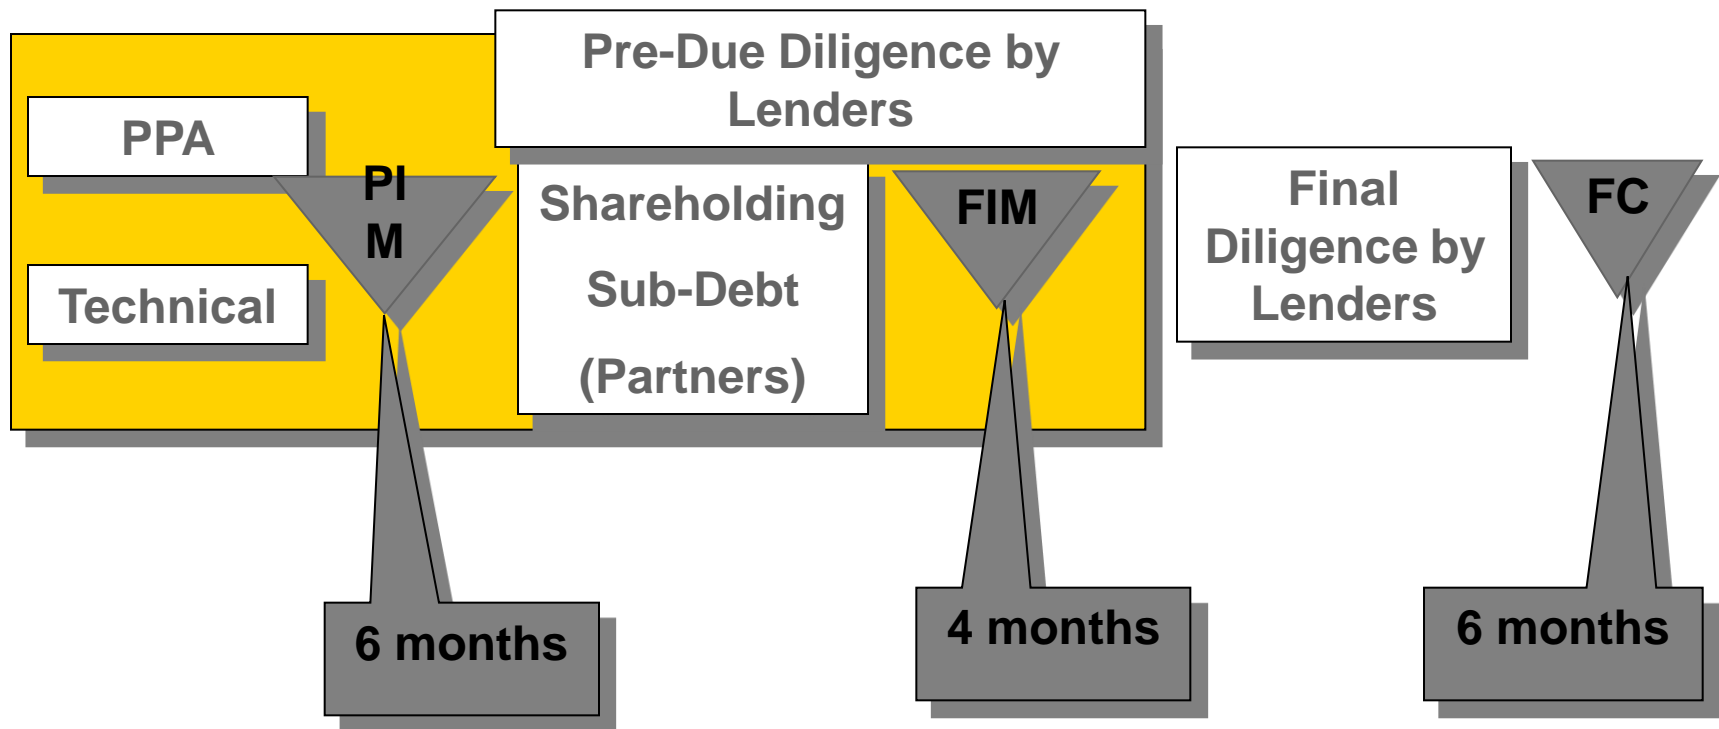 Pre-Due Diligence by
Lenders
PPA
Technical
PI
M
Shareholding
Sub-Debt
(Partners)
FIM
Final
Diligence by
Lenders
FC
6 months
4 months
6 months